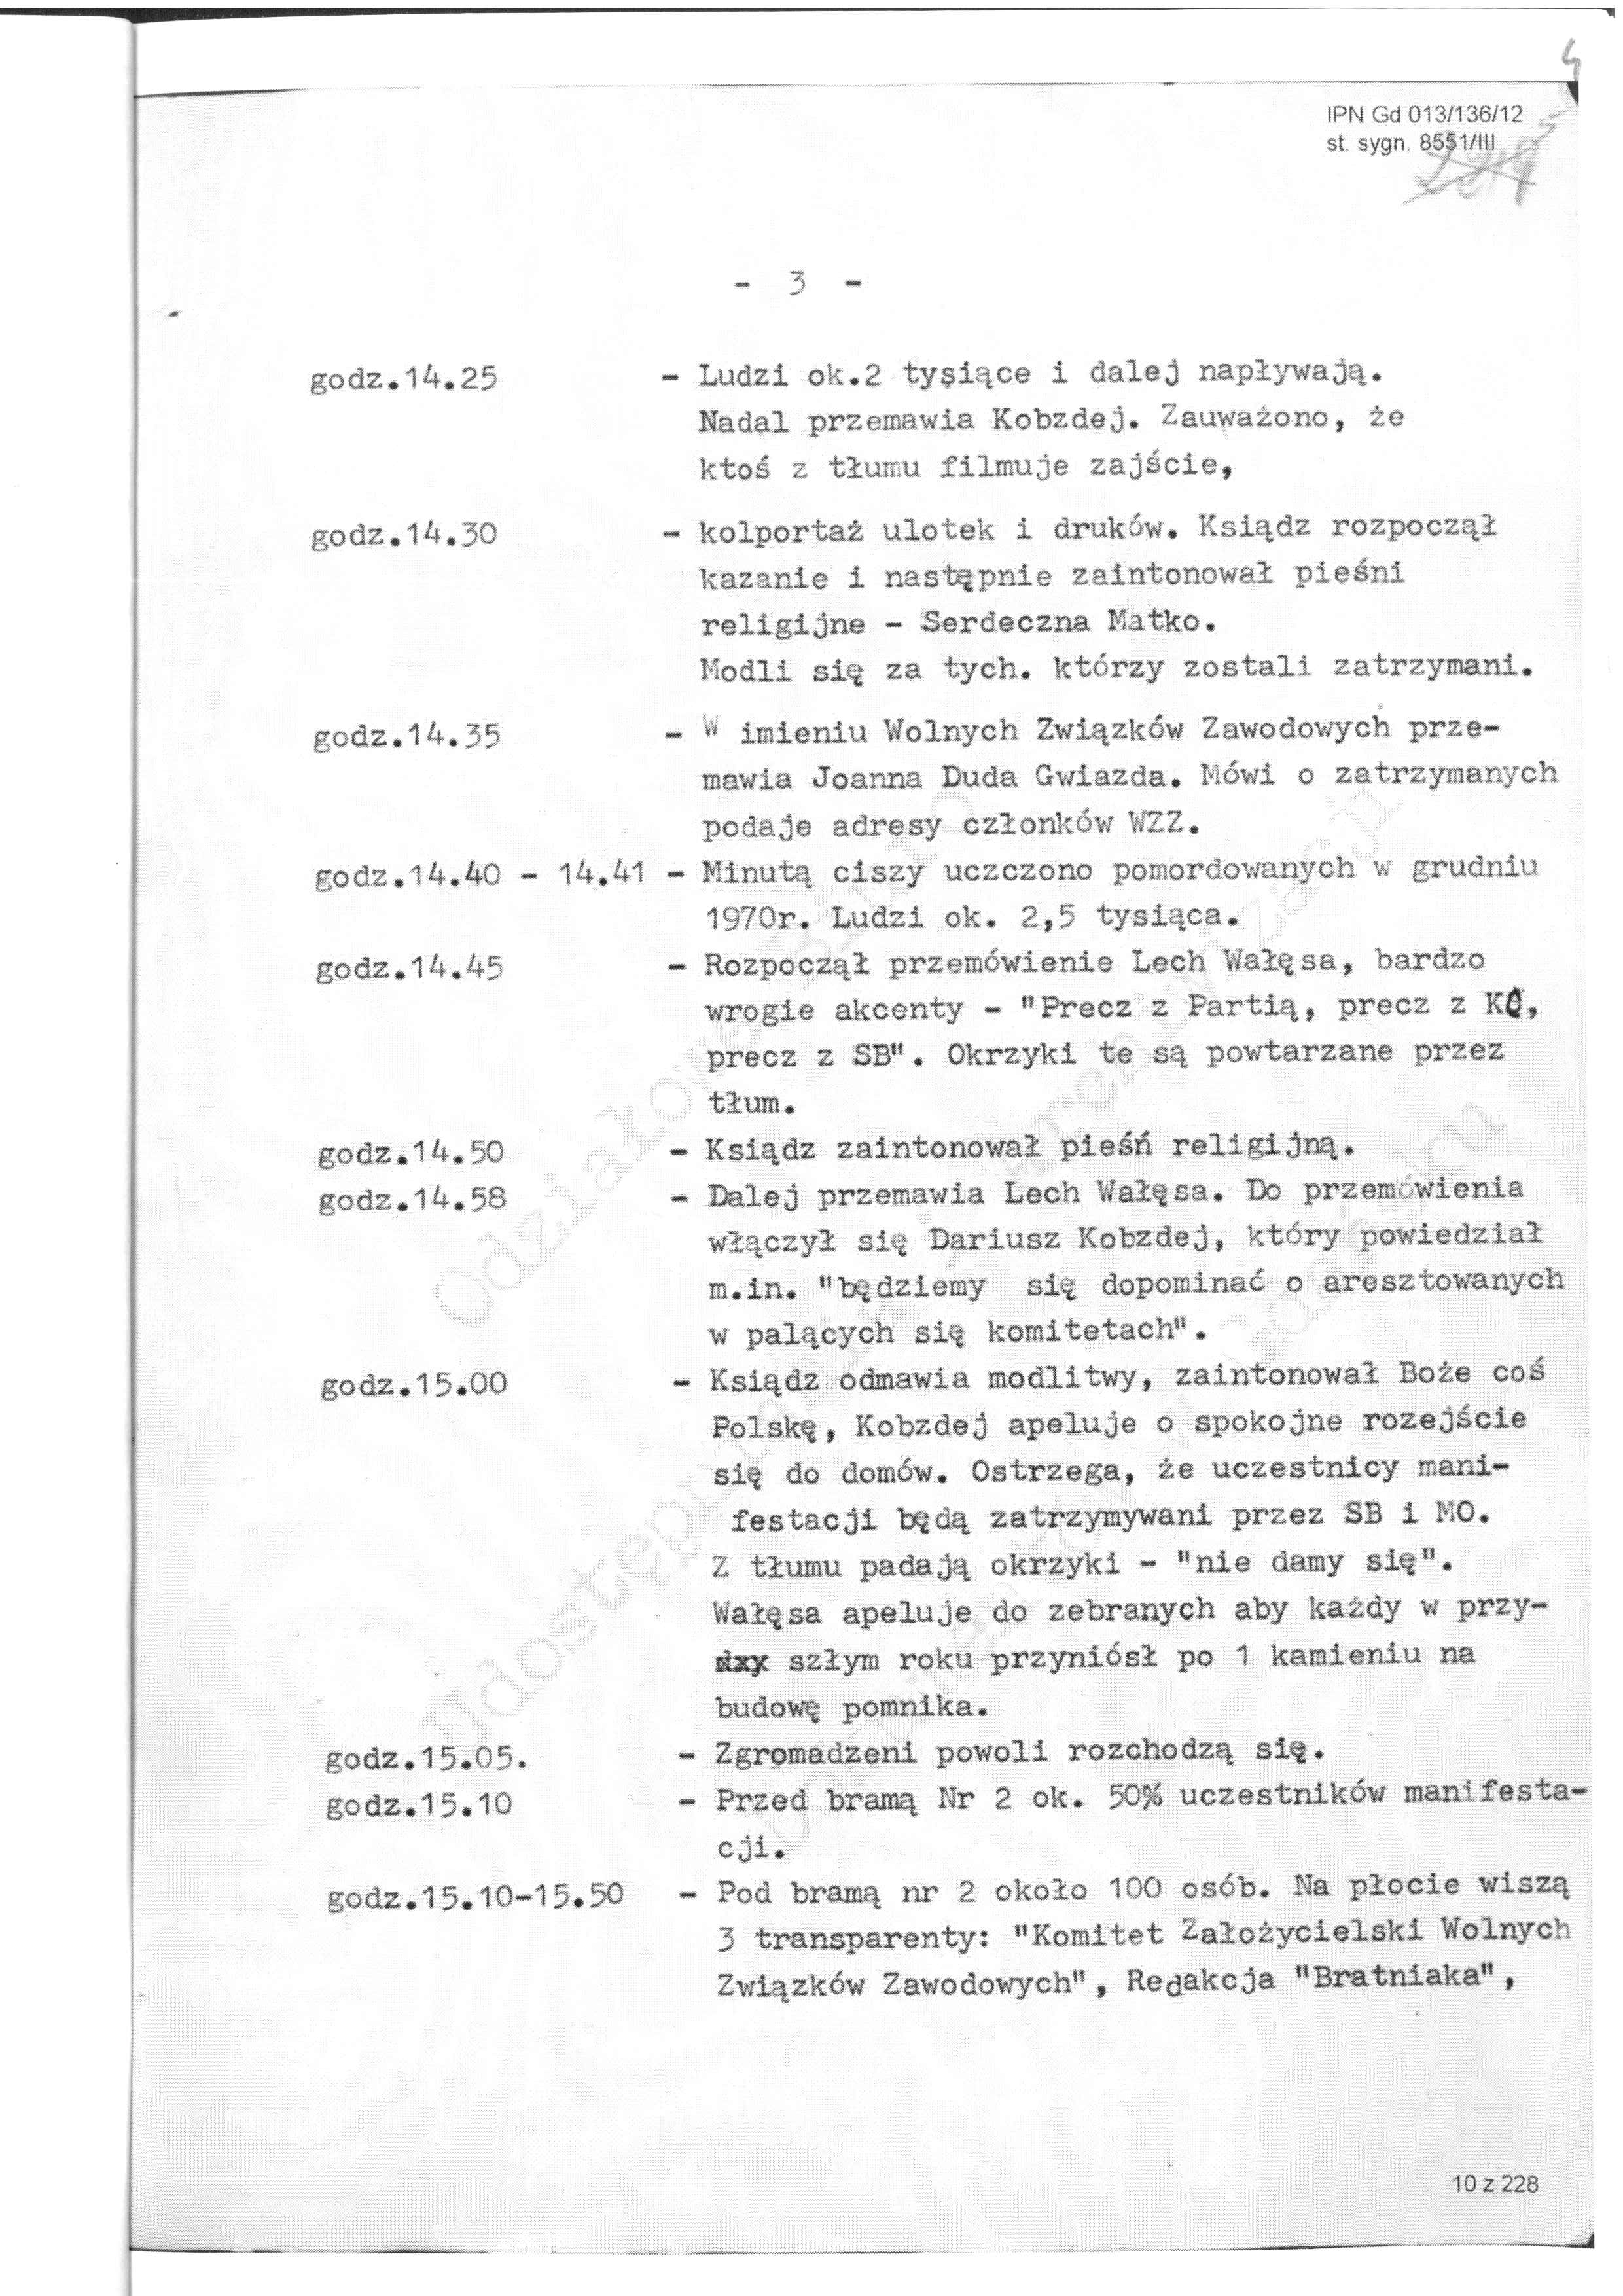 4
IPN Gd 013/136/12
st. sygn. 8551/III
5
- 3 -
godz.14.25 - Ludzi ok.2 tysiące i dalej napływają.
Nadal przemawia Kobzdej. Zauważono, że
ktoś z tłumu filmuje zajście,
godz.14.30 - kolportaż ulotek i druków. Ksiądz rozpoczął
kazanie i następnie zaintonował pieśni
religijne - Serdeczna Matko.
Modli się za tych. którzy zostali zatrzymani.
godz.14.35 - W imieniu Wolnych Związków Zawodowych prze-
mawia Joanna Duda Gwiazda. Mówi o zatrzymanych
podaje adresy członków WZZ.
godz.14.40 - 14.41 - Minutą ciszy uczczono pomordowanych w grudniu
1970r. Ludzi ok. 2,5 tysiąca.
godz.14.45 - Rozpoczął przemówienie Lech Wałęsa, bardzo
wrogie akcenty - "Precz z Partią, precz z KC,
precz z SB". Okrzyki te są powtarzane przez
tłum.
godz.14.50 - Ksiądz zaintonował pieśń religijną.
godz.14.58 - Dalej przemawia Lech Wałęsa. Do przemówienia
włączył się Dariusz Kobzdej, który powiedział
m.in. "będziemy się dopominać o aresztowanych
w palących się komitetach".
godz.15.00 - Ksiądz odmawia modlitwy, zaintonował Boże coś
Polskę, Kobzdej apeluje o spokojne rozejście
się do domów. Ostrzega, że uczestnicy mani-
festacji będą zatrzymywani przez SB i MO.
Z tłumu padają okrzyki - "nie damy się".
Wałęsa apeluje do zebranych aby każdy w przy-
szłym roku przyniósł po 1 kamieniu na
budowę pomnika.
godz.15.05. - Zgromadzeni powoli rozchodzą się.
godz.15.10 - Przed bramą Nr 2 ok. 50% uczestników manifesta-
cji.
godz.15.10-15.50 - Pod bramą nr 2 około 100 osób. Na płocie wiszą
3 transparenty: "Komitet Założycielski Wolnych
Związków Zawodowych", Redakcja "Bratniaka",
10 z 228